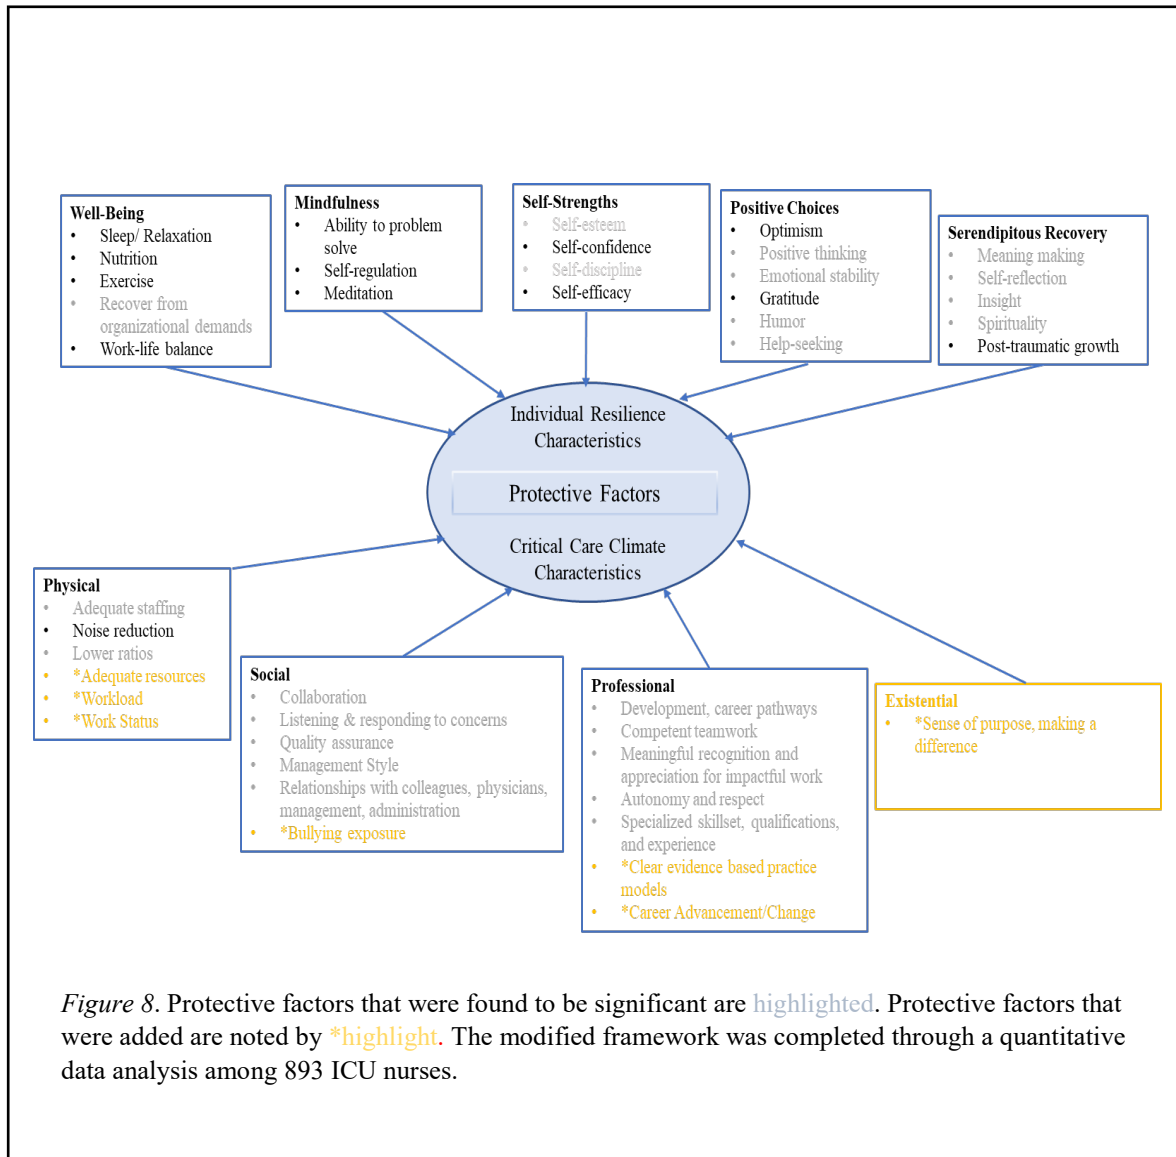 Well-Being
• Sleep/ Relaxation
• Nutrition
• Exercise
• Recover from
organizational demands
• Work-life balance
Mindfulness
• Ability to problem
solve
• Self-regulation
• Meditation
Self-Strengths
• Self-esteem
• Self-confidence
• Self-discipline
• Self-efficacy
Positive Choices
• Optimism
• Positive thinking
• Emotional stability
• Gratitude
• Humor
• Help-seeking
Serendipitous Recovery
• Meaning making
• Self-reflection
• Insight
• Spirituality
• Post-traumatic growth
Individual Resilience
Characteristics
Protective Factors
Critical Care Climate
Characteristics
Physical
• Adequate staffing
• Noise reduction
• Lower ratios
• *Adequate resources
• *Workload
• *Work Status
Social
• Collaboration
• Listening & responding to concerns
• Quality assurance
• Management Style
• Relationships with colleagues, physicians,
management, administration
• *Bullying exposure
Professional
• Development, career pathways
• Competent teamwork
• Meaningful recognition and
appreciation for impactful work
• Autonomy and respect
• Specialized skillset, qualifications,
and experience
• *Clear evidence based practice
models
• *Career Advancement/Change
Existential
• *Sense of purpose, making a
difference
Figure 8. Protective factors that were found to be significant are highlighted. Protective factors that
were added are noted by *highlight. The modified framework was completed through a quantitative
data analysis among 893 ICU nurses.